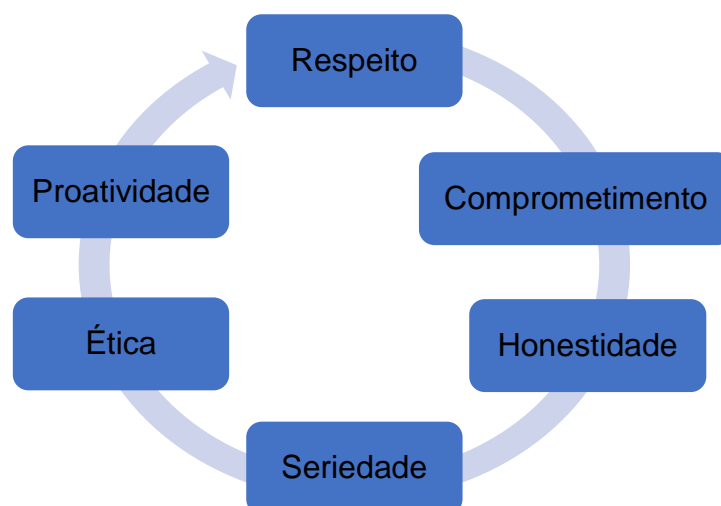 Respeito
Comprometimento
Honestidade
Seriedade
Ética
Proatividade